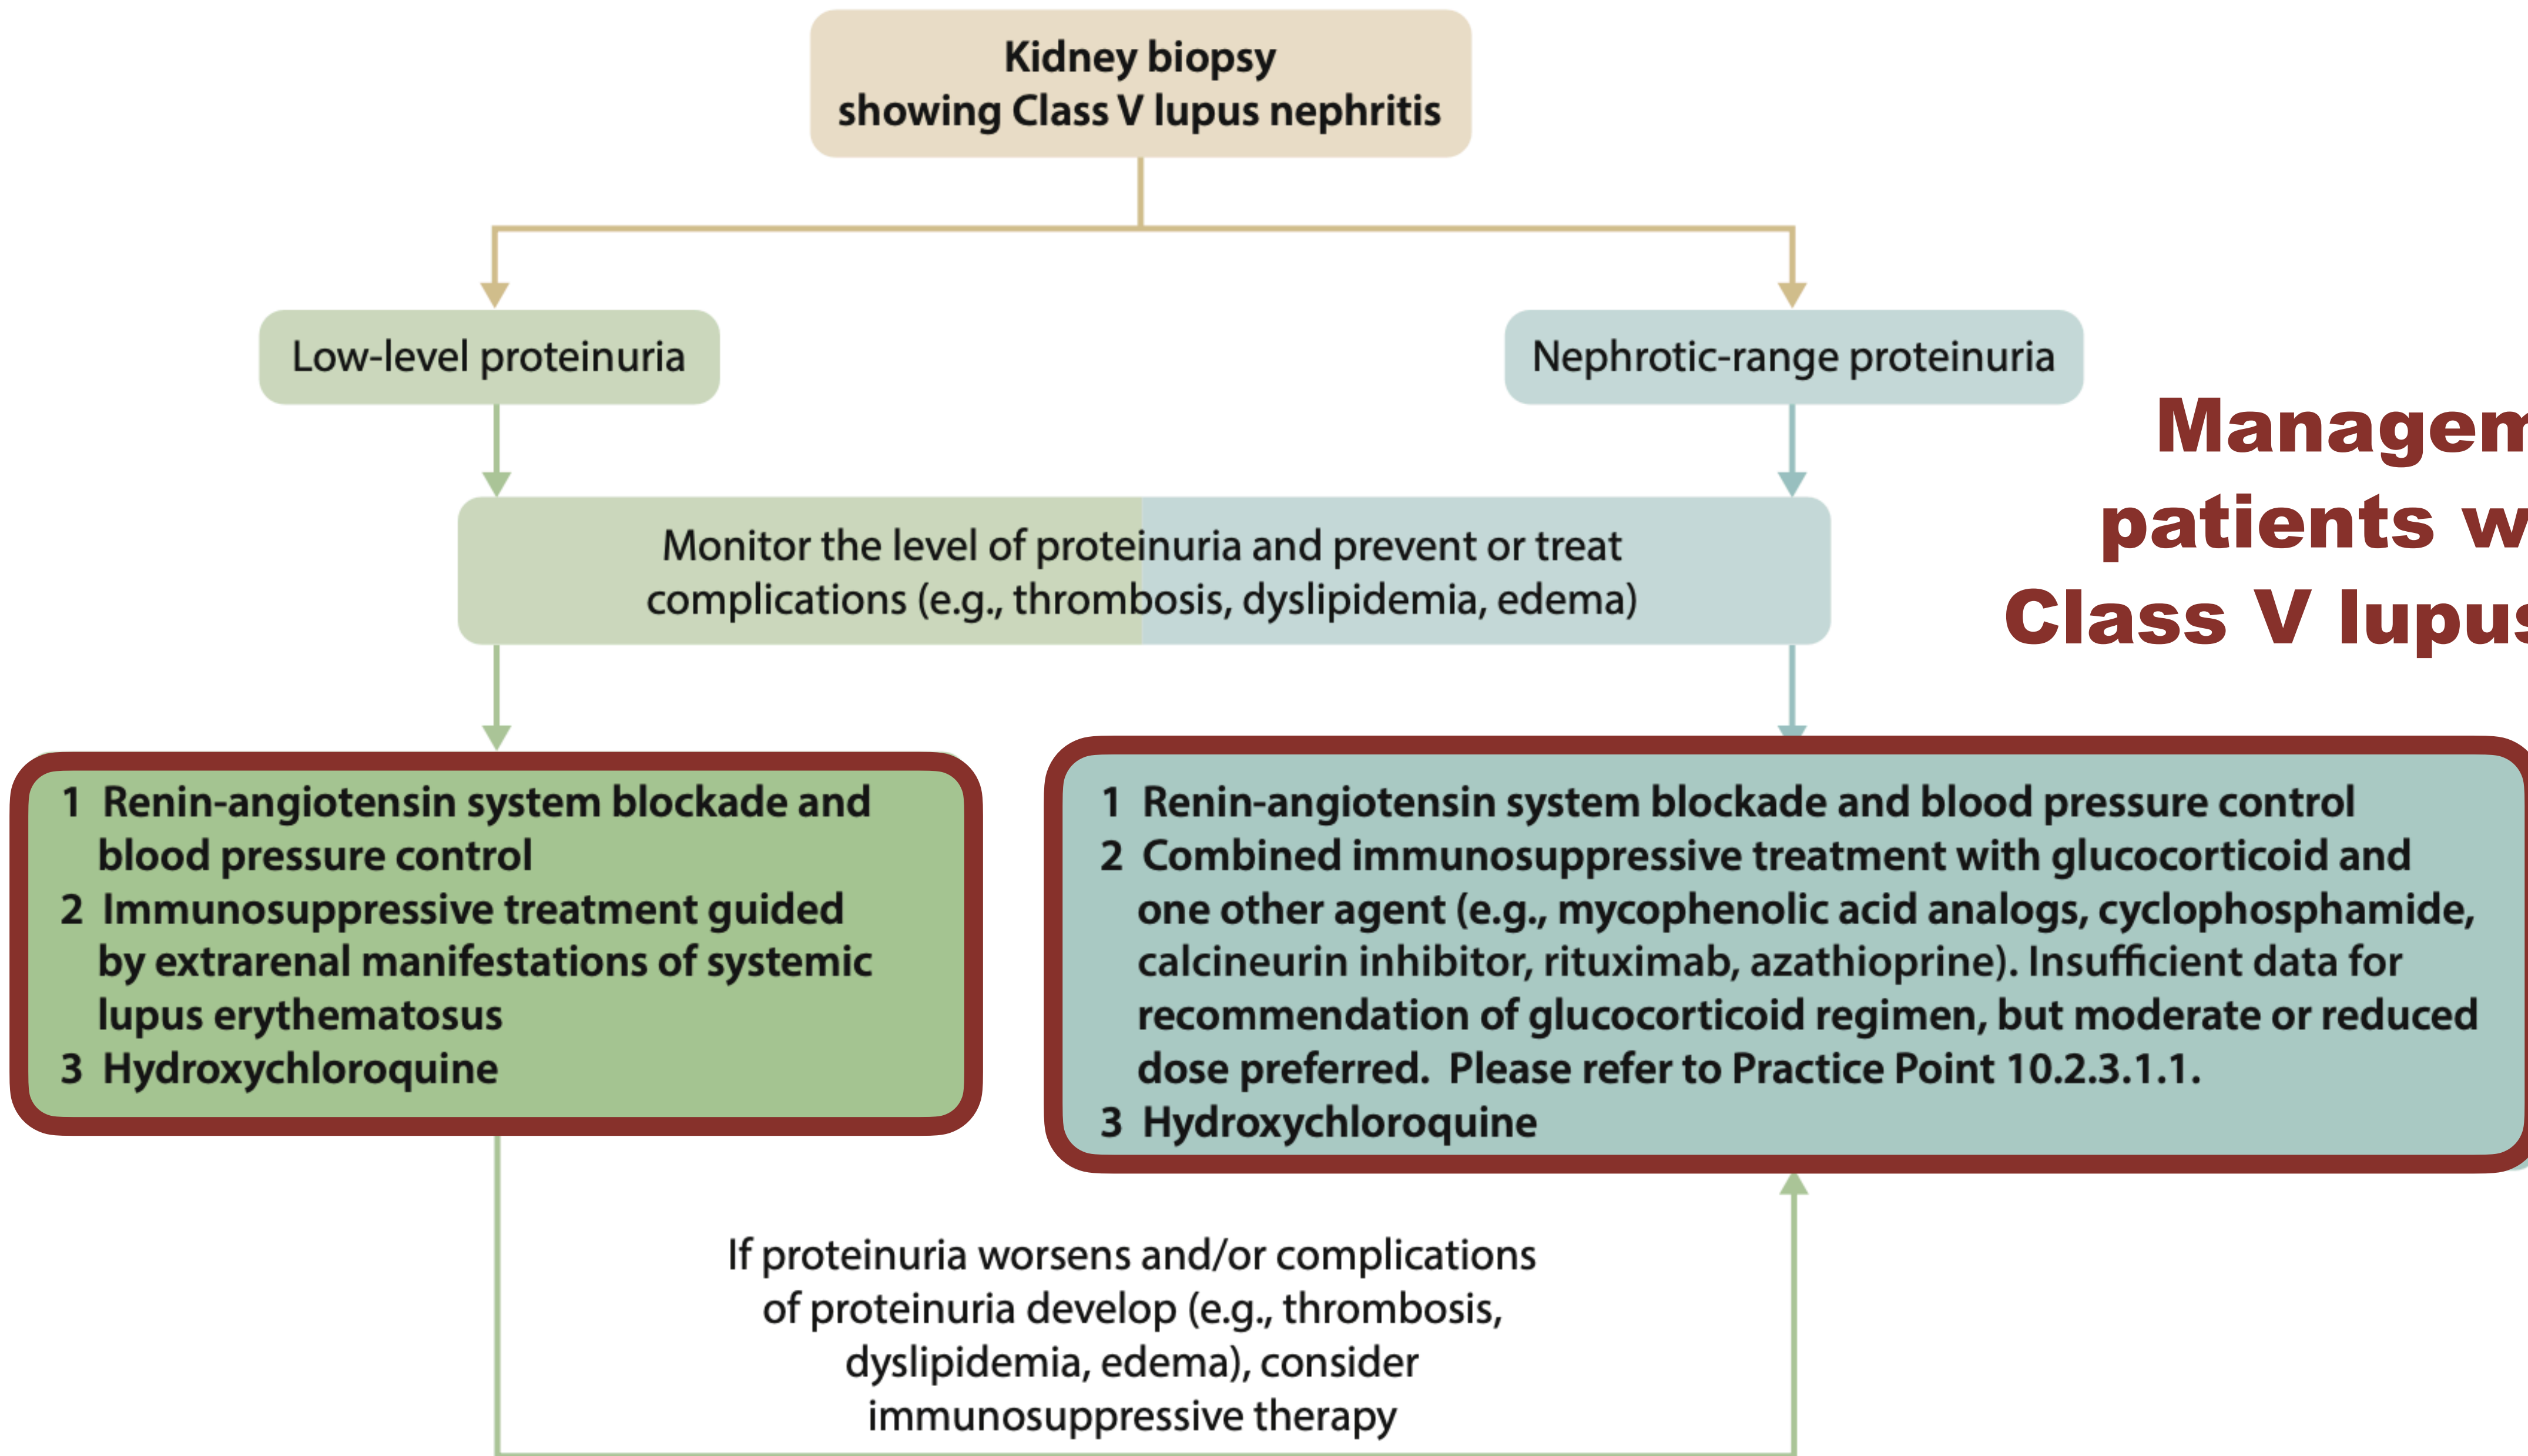 Kidney biopsy
showing Class V lupus nephritis
Low-level proteinuria
Nephrotic-range proteinuria
Managem
patients w
Class V lupus
Monitor the level of proteinuria and prevent or treat
complications (e.g., thrombosis, dyslipidemia, edema)
1 Renin-angiotensin system blockade and
blood pressure control
2 Immunosuppressive treatment guided
by extrarenal manifestations of systemic
lupus erythematosus
3 Hydroxychloroquine
1 Renin-angiotensin system blockade and blood pressure control
2 Combined immunosuppressive treatment with glucocorticoid and
one other agent (e.g., mycophenolic acid analogs, cyclophosphamide,
calcineurin inhibitor, rituximab, azathioprine). Insufficient data for
recommendation of glucocorticoid regimen, but moderate or reduced
dose preferred. Please refer to Practice Point 10.2.3.1.1.
3 Hydroxychloroquine
If proteinuria worsens and/or complications
of proteinuria develop (e.g., thrombosis,
dyslipidemia, edema), consider
immunosuppressive therapy